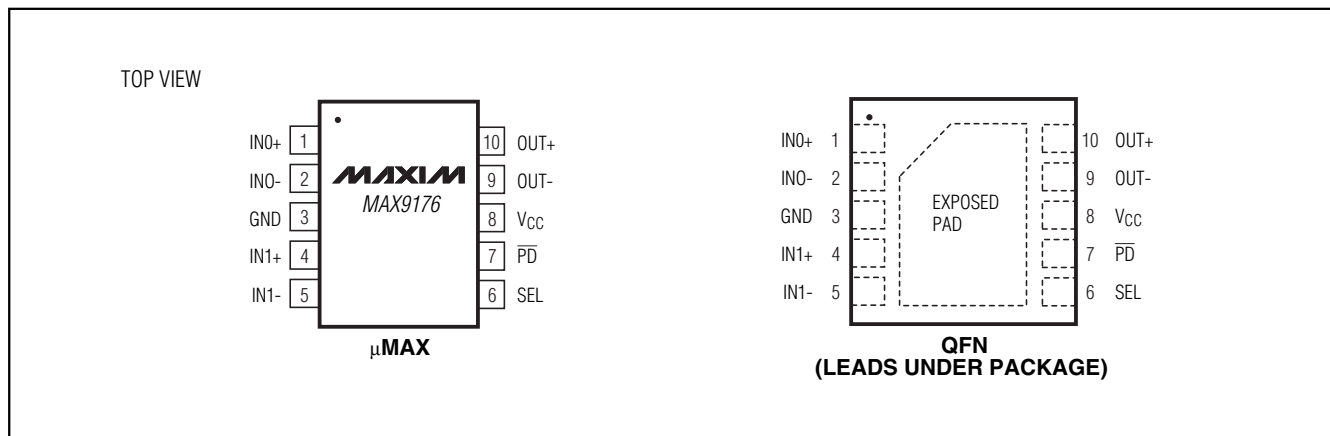 TOP VIEW
IN0+ 1
IN0- 2
GND 3
IN1+ 4
IN1- 5
MAXIM
MAX9176
10 OUT+
9 OUT-
8 VCC
7 P̅D̅
6 SEL
μMAX
IN0+ 1
IN0- 2
GND 3
IN1+ 4
IN1- 5
EXPOSED
PAD
10 OUT+
9 OUT-
8 VCC
7 P̅D̅
6 SEL
QFN
(LEADS UNDER PACKAGE)